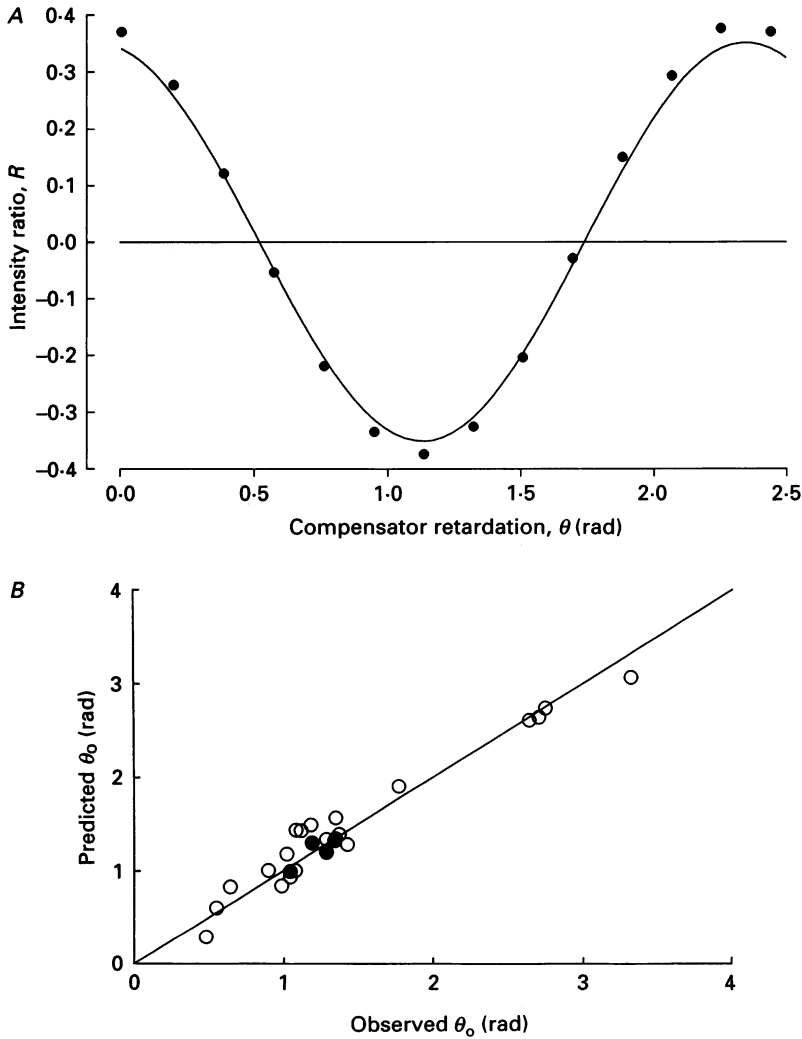 A
0·4
0·3
0·2
0·1
0·0
–0·1
–0·2
–0·3
–0·4
Intensity ratio, R
0·0 0·5 1·0 1·5 2·0 2·5
Compensator retardation, θ (rad)
B
4
3
2
1
0
Predicted θo (rad)
0 1 2 3 4
Observed θo (rad)